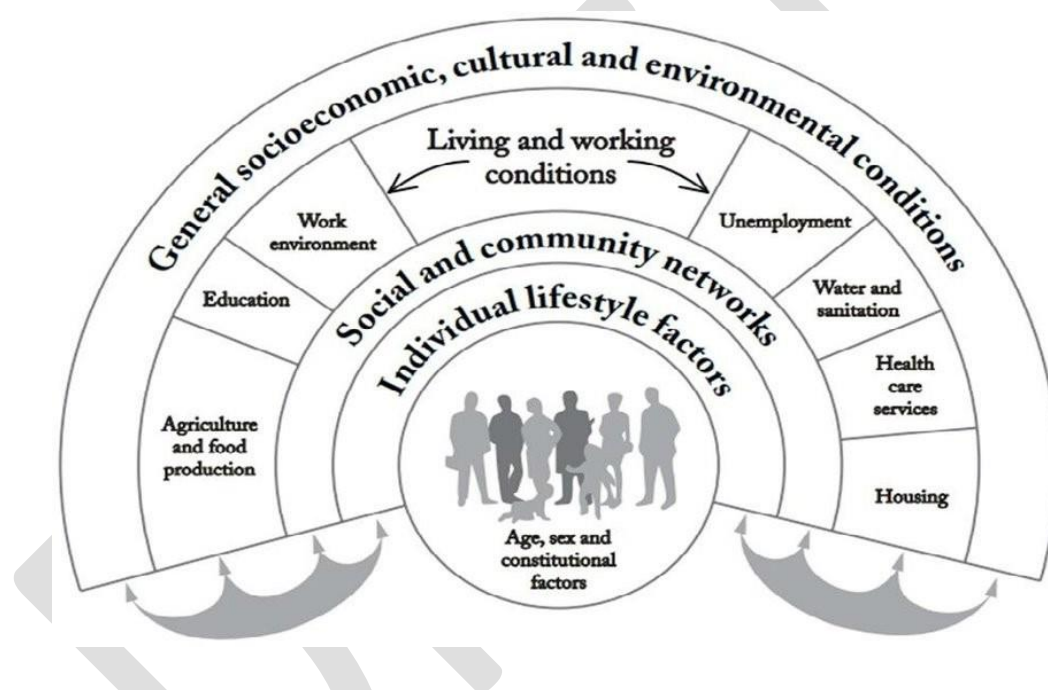 General socioeconomic, cultural and environmental conditions
Living and working
conditions
Work
environment
Unemployment
Education
Water and
sanitation
Agriculture
and food
production
Health
care
services
Housing
Social and community networks
Individual lifestyle factors
Age, sex and
constitutional
factors